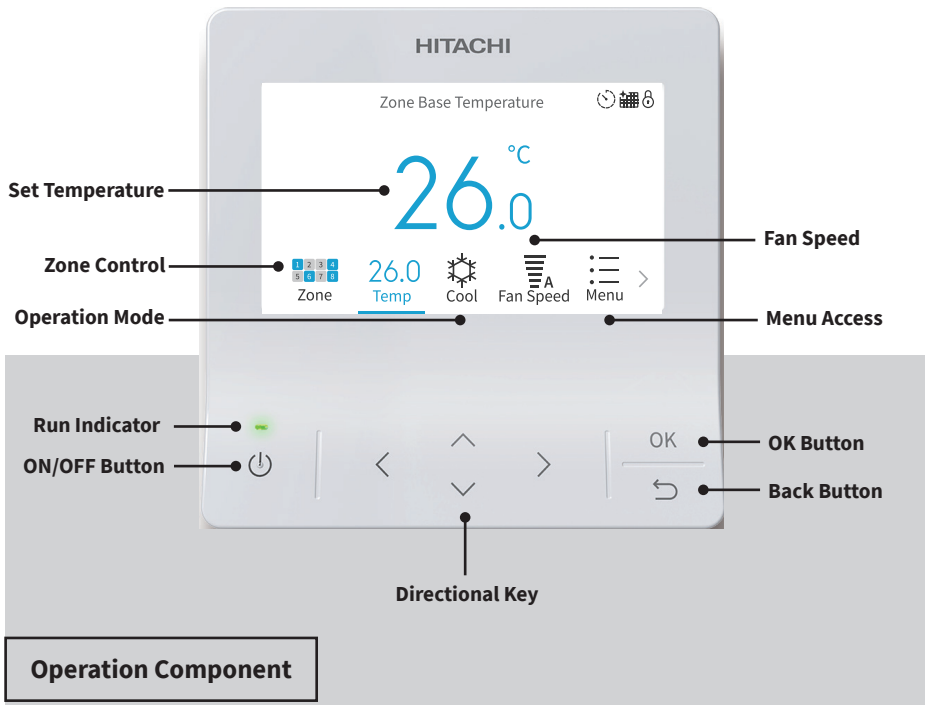 HITACHI
Zone Base Temperature
26.0 °C
Set Temperature
Fan Speed
Zone Control
1 2 3 4
5 6 7 8
26.0
A
Zone
Temp
Cool
Fan Speed
Menu
Operation Mode
Menu Access
Run Indicator
OK
OK Button
ON/OFF Button
Back Button
Directional Key
Operation Component